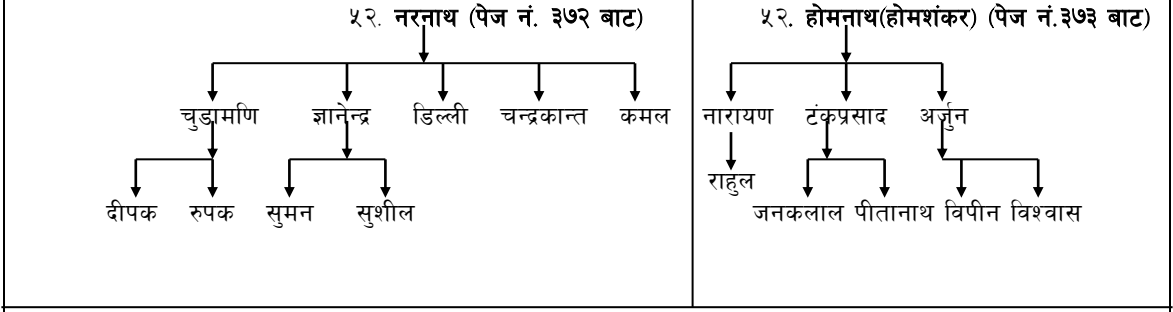 ५२. नरनाथ (पेज नं. ३७२ बाट)
चुडामणि ज्ञानेन्द्र डिल्ली चन्द्रकान्त कमल
दीपक रुपक सुमन सुशील
५२. होमनाथ(होमशंकर) (पेज नं.३७३ बाट)
नारायण टंकप्रसाद अर्जुन
राहुल
जनकलाल पीतानाथ विपीन विश्वास